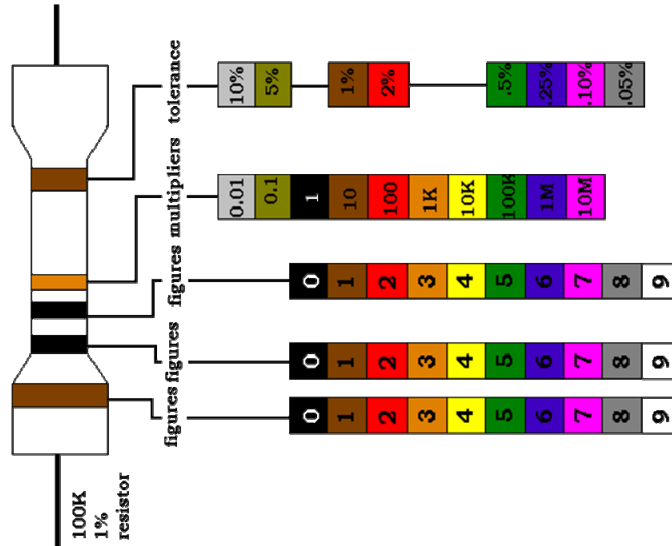 100K
1%
resistor
figures figures figures multipliers tolerance
0.01 10%
0.1 5%
0 0 0 1
1 1 1 10 1%
2 2 2 100 2%
3 3 3 1K
4 4 4 10K
5 5 5 100K .5%
6 6 6 1M .25%
7 7 7 10M .10%
8 8 8 .05%
9 9 9